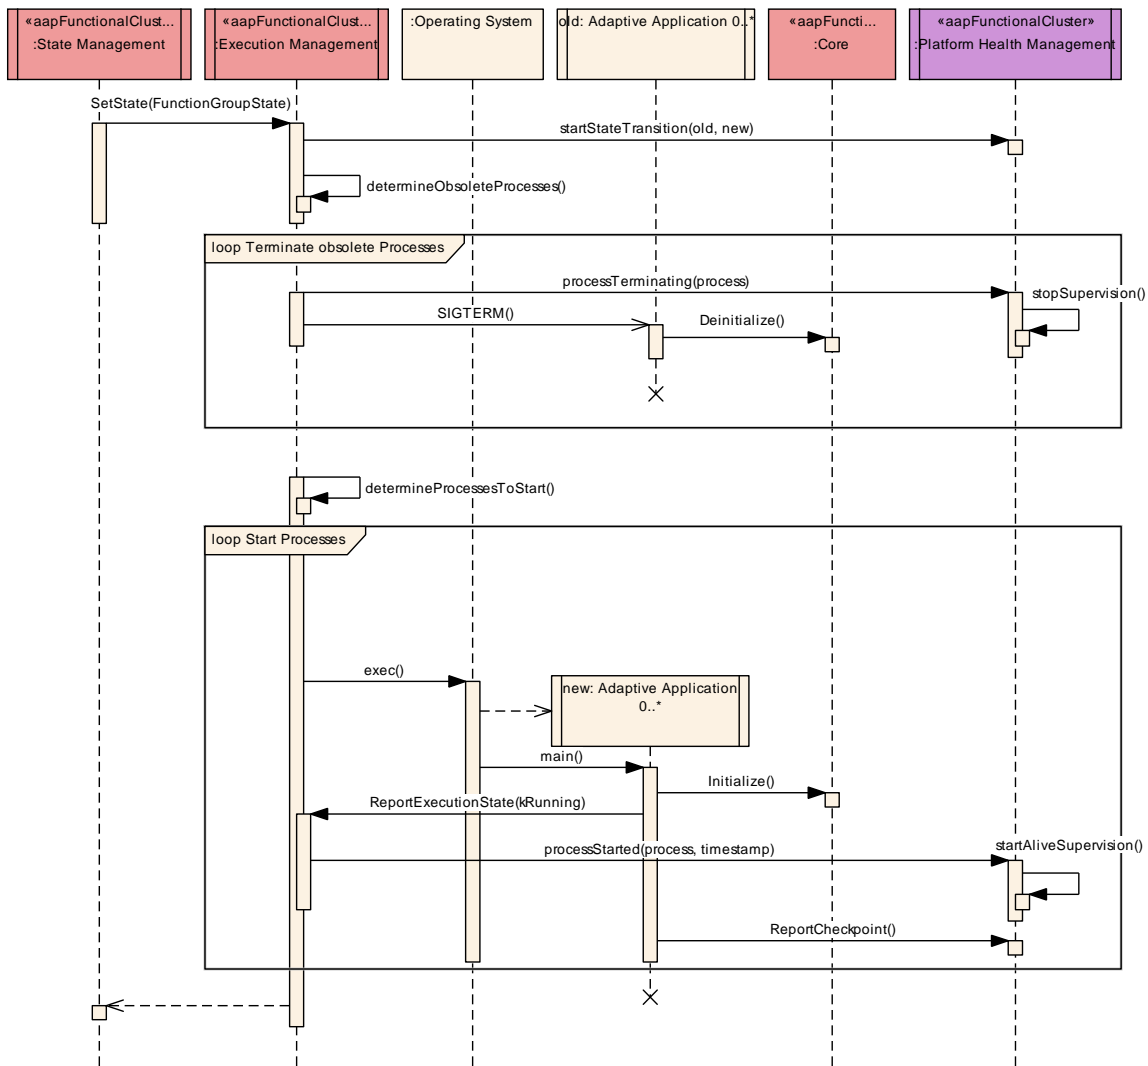 «aapFunctionalClust...
:State Management
«aapFunctionalClust...
:Execution Management
:Operating System
old: Adaptive Application 0..*
«aapFuncti...
:Core
«aapFunctionalCluster»
:Platform Health Management
SetState(FunctionGroupState)
startStateTransition(old, new)
determineObsoleteProcesses()
loop Terminate obsolete Processes
processTerminating(process)
stopSupervision()
SIGTERM()
Deinitialize()
determineProcessesToStart()
loop Start Processes
exec()
new: Adaptive Application
0..*
main()
Initialize()
ReportExecutionState(kRunning)
processStarted(process, timestamp)
startAliveSupervision()
ReportCheckpoint()